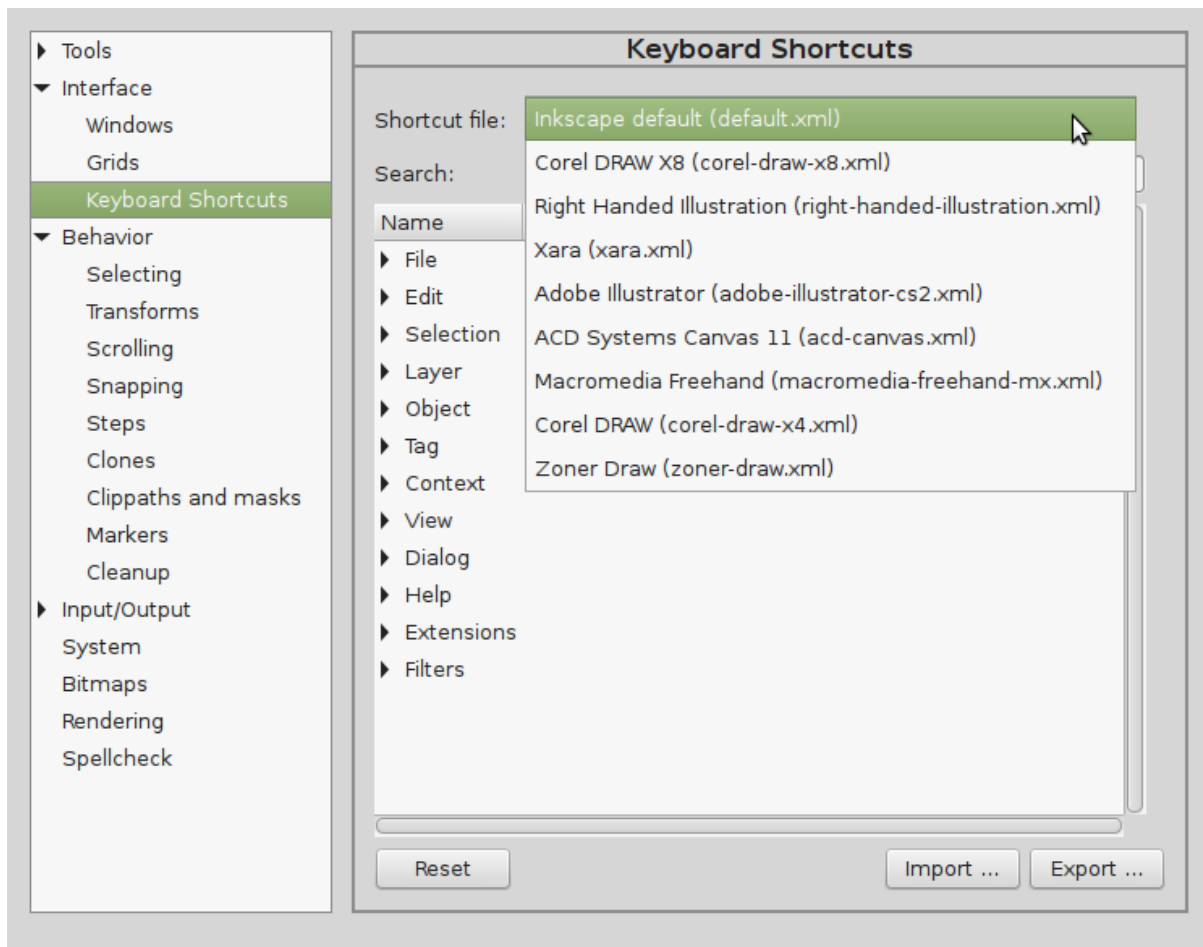 Tools
Interface
Windows
Grids
Keyboard Shortcuts
Behavior
Selecting
Transforms
Scrolling
Snapping
Steps
Clones
Clippaths and masks
Markers
Cleanup
Input/Output
System
Bitmaps
Rendering
Spellcheck
Keyboard Shortcuts
Shortcut file:
Inkscape default (default.xml)
Corel DRAW X8 (corel-draw-x8.xml)
Right Handed Illustration (right-handed-illustration.xml)
Xara (xara.xml)
Adobe Illustrator (adobe-illustrator-cs2.xml)
ACD Systems Canvas 11 (acd-canvas.xml)
Macromedia Freehand (macromedia-freehand-mx.xml)
Corel DRAW (corel-draw-x4.xml)
Zoner Draw (zoner-draw.xml)
Search:
Name
File
Edit
Selection
Layer
Object
Tag
Context
View
Dialog
Help
Extensions
Filters
Reset
Import ...
Export ...